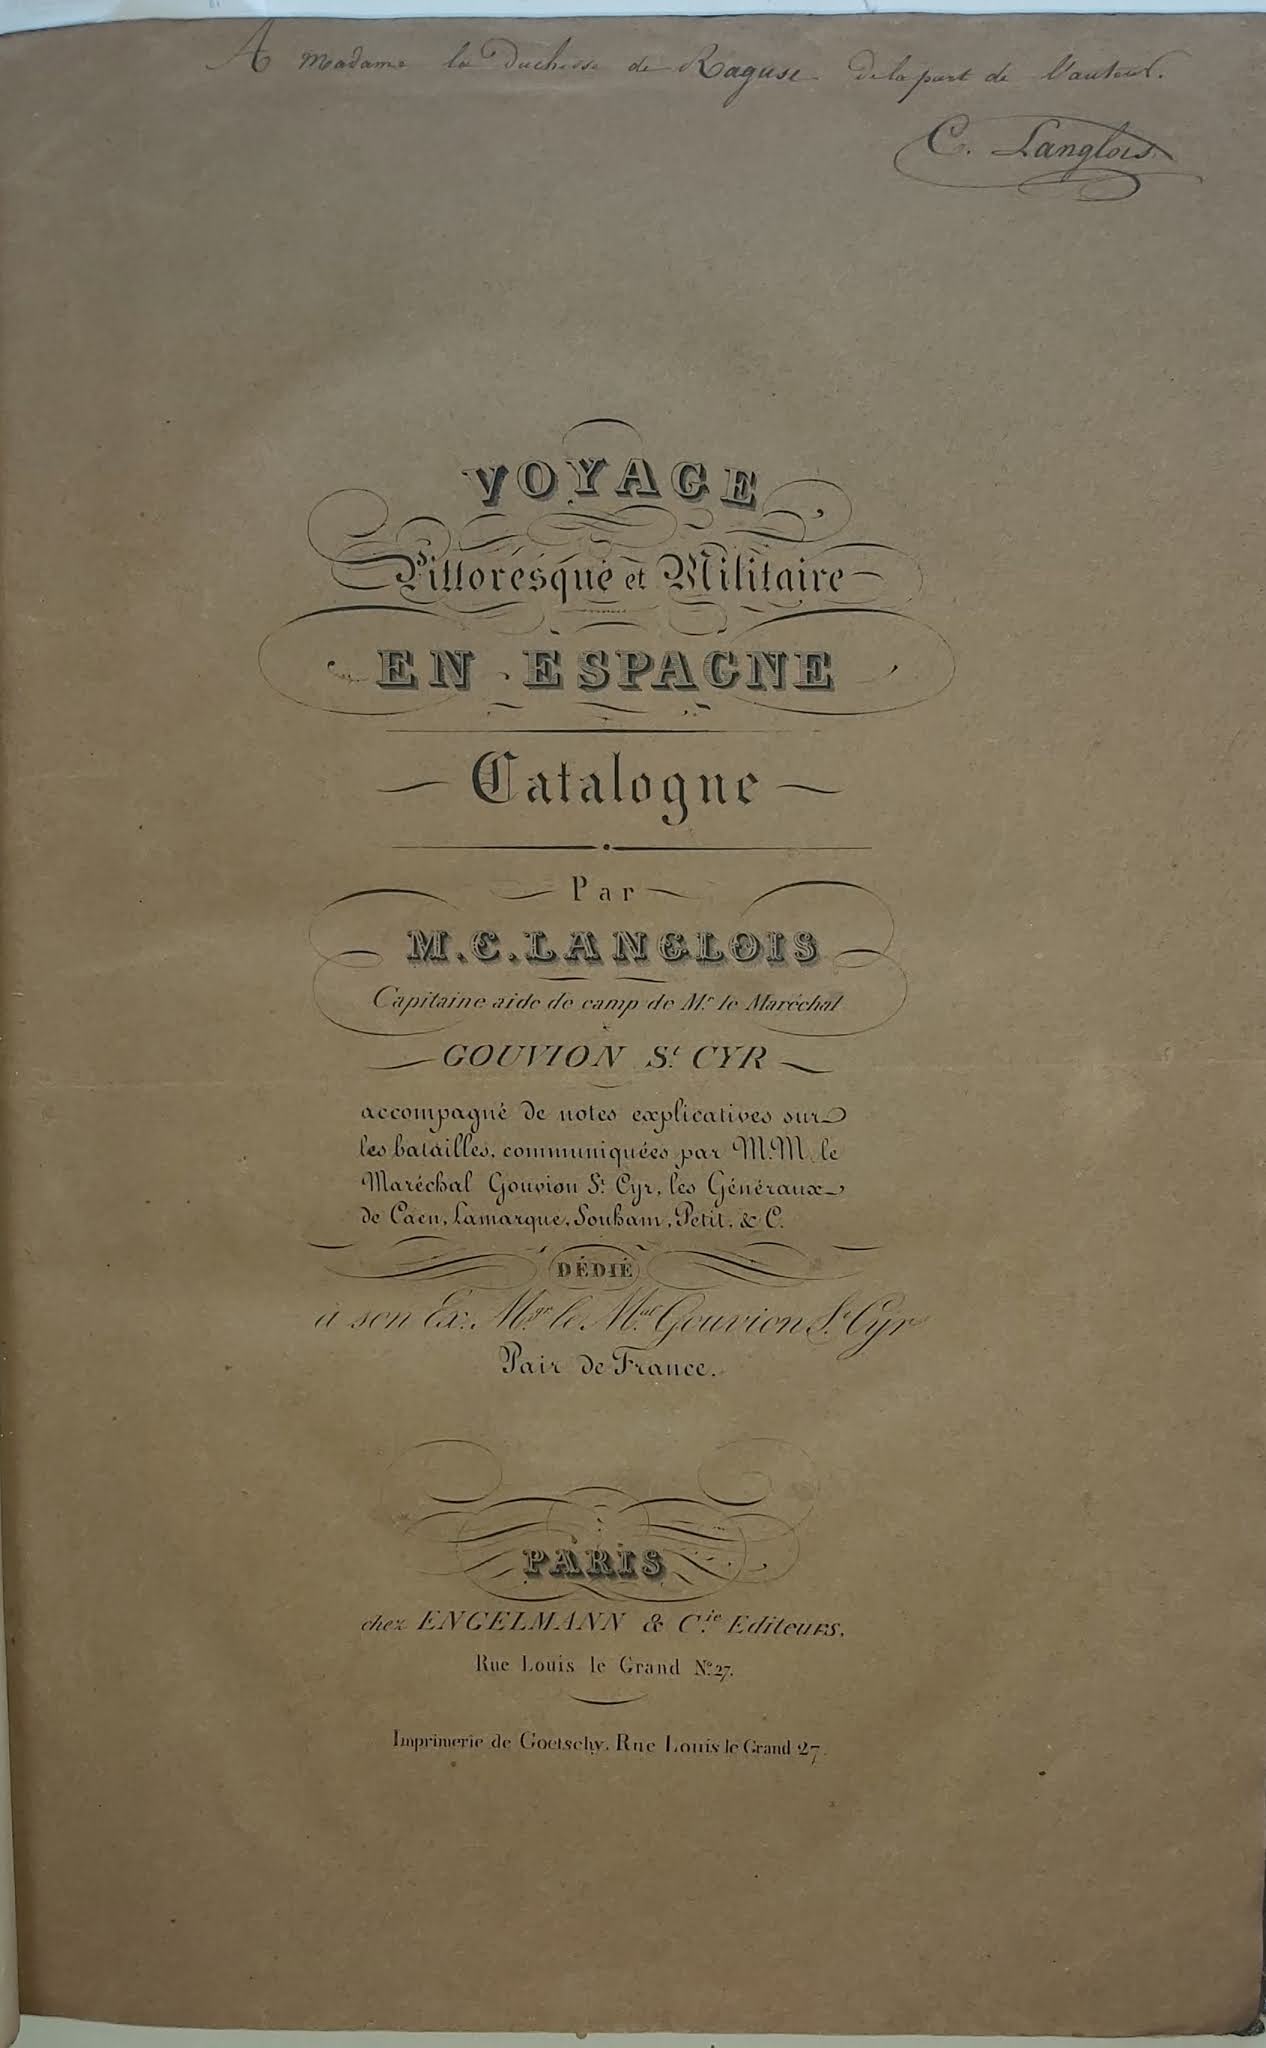 A Madame la Duchesse de Raguse de la part de l'auteur.
C. Langlois
VOYAGE
Pittoresque et Militaire
EN ESPAGNE
Catalogne
Par
M. C. LANGLOIS
Capitaine aide de camp de Mr. le Maréchal
GOUVION St. CYR
accompagné de notes explicatives sur
les batailles, communiquées par M.M. le
Maréchal Gouvion St. Cyr, les Généraux
de Caen, Lamarque, Souham, Petit, & C.
DÉDIÉ
à son Ex. Mgr. le Mal. Gouvion St. Cyr
Pair de France.
PARIS
chez ENGELMANN & Cie. Editeurs,
Rue Louis le Grand No. 27.
Imprimerie de Goetschy, Rue Louis le Grand 27.